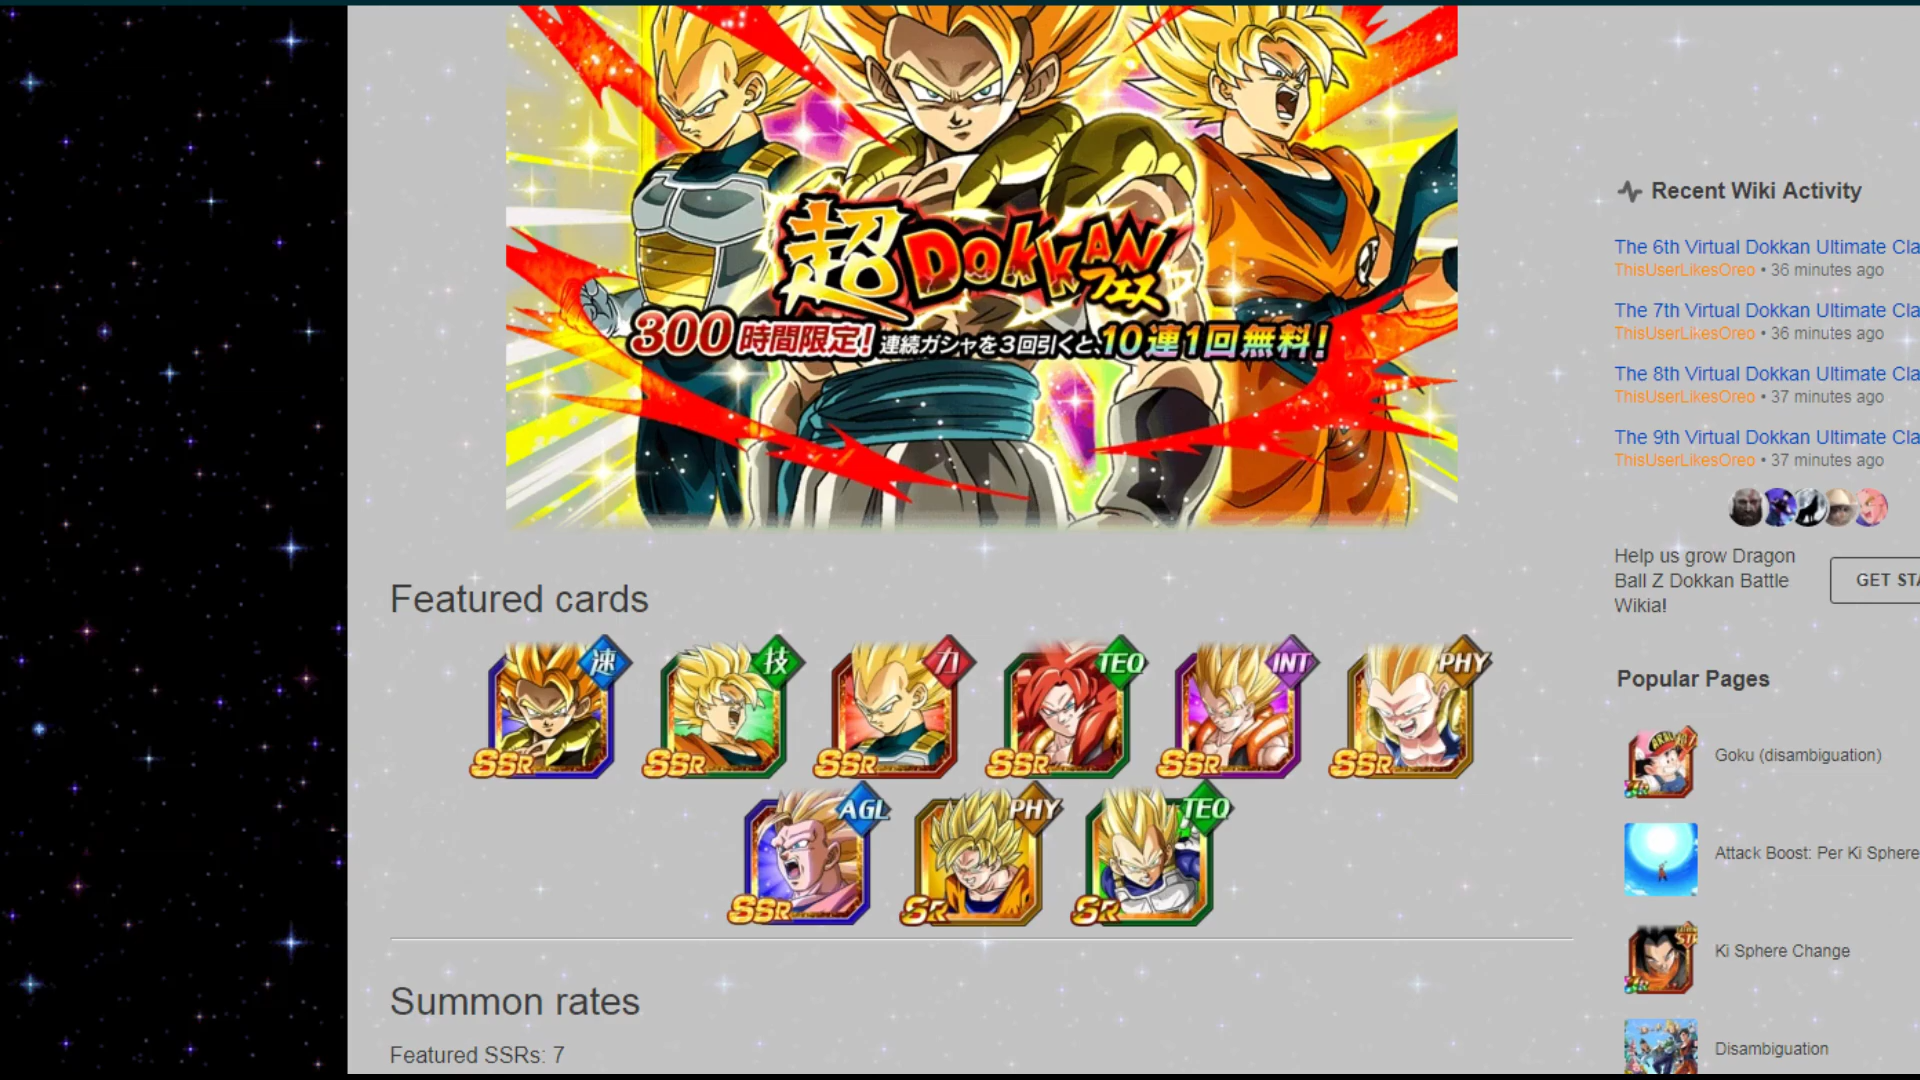 超DOKKANフェス
300時間限定! 連続ガシャを3回引くと、10連1回無料!
Featured cards
速 技 力 TEQ INT PHY
SSR SSR SSR SSR SSR SSR
AGL PHY TEQ
SSR SR SR
Summon rates
Featured SSRs: 7
Recent Wiki Activity
The 6th Virtual Dokkan Ultimate Cla
ThisUserLikesOreo • 36 minutes ago
The 7th Virtual Dokkan Ultimate Cla
ThisUserLikesOreo • 36 minutes ago
The 8th Virtual Dokkan Ultimate Cla
ThisUserLikesOreo • 37 minutes ago
The 9th Virtual Dokkan Ultimate Cla
ThisUserLikesOreo • 37 minutes ago
Help us grow Dragon
Ball Z Dokkan Battle
Wikia!
GET STA
Popular Pages
Goku (disambiguation)
Attack Boost: Per Ki Sphere
Ki Sphere Change
Disambiguation